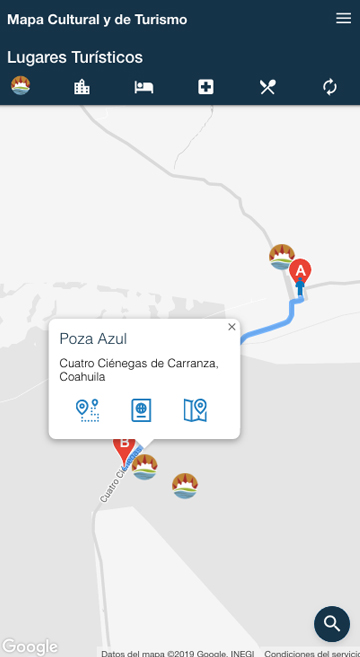 Mapa Cultural y de Turismo
Lugares Turísticos
A
Poza Azul
×
Cuatro Ciénegas de Carranza,
Coahuila
B
Cuatro Ciénegas
Google
Datos del mapa ©2019 Google, INEGI Condiciones del servicio